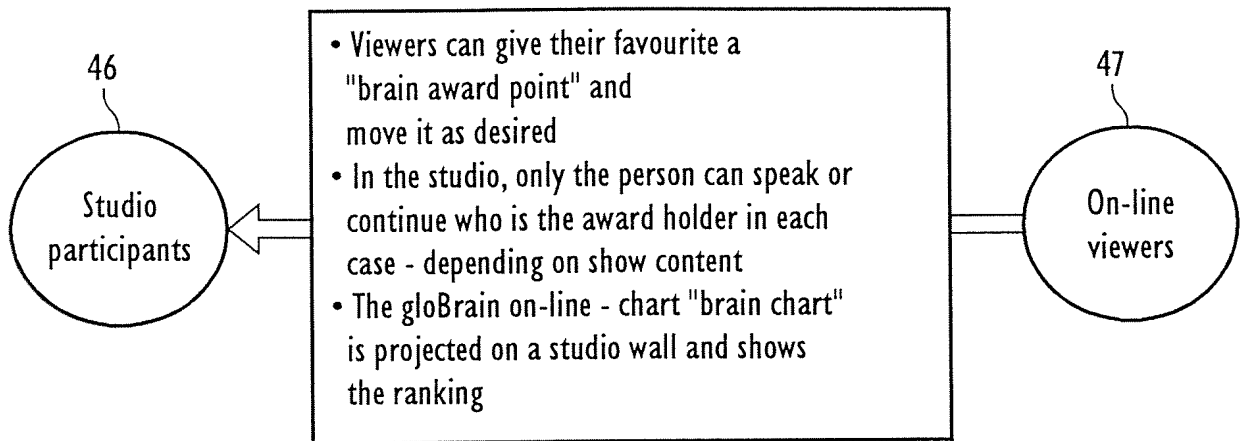 46
Studio
participants
• Viewers can give their favourite a
"brain award point" and
move it as desired
• In the studio, only the person can speak or
continue who is the award holder in each
case - depending on show content
• The gloBrain on-line - chart "brain chart"
is projected on a studio wall and shows
the ranking
47
On-line
viewers